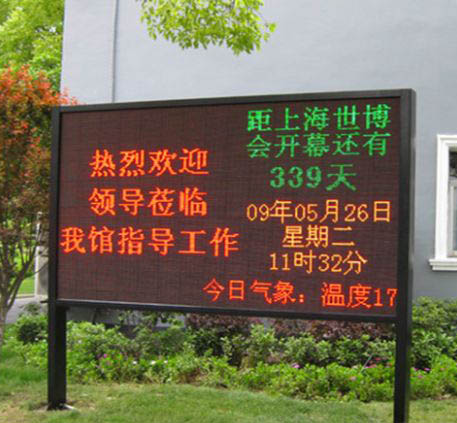 热烈欢迎
领导莅临
我馆指导工作
距上海世博
会开幕还有
339天
09年05月26日
星期二
11时32分
今日气象：温度17